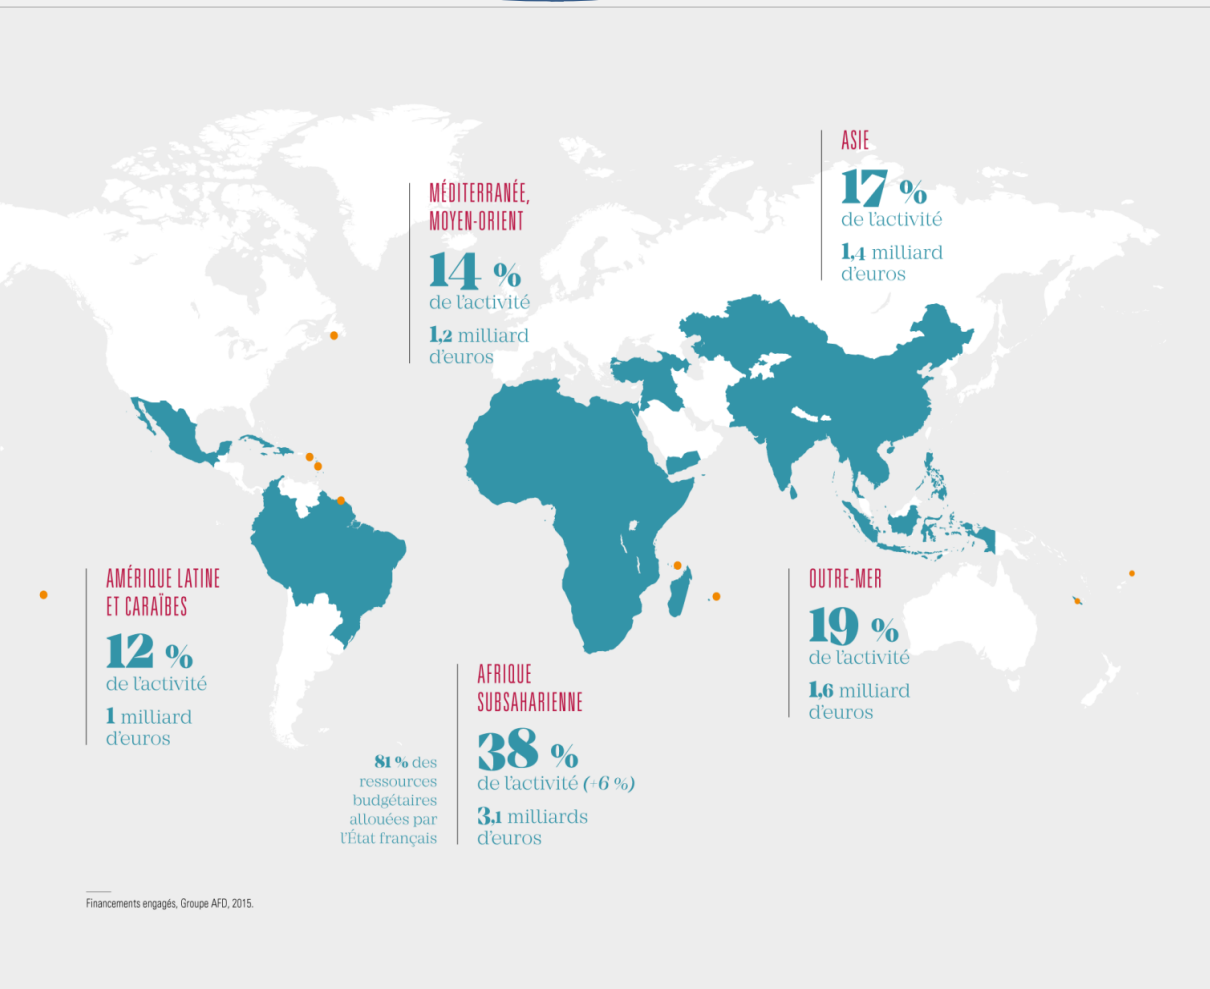 ASIE
17 %
de l'activité
1,4 milliard
d'euros
MÉDITERRANÉE,
MOYEN-ORIENT
14 %
de l'activité
1,2 milliard
d'euros
AMÉRIQUE LATINE
ET CARAÏBES
12 %
de l'activité
1 milliard
d'euros
OUTRE-MER
19 %
de l'activité
1,6 milliard
d'euros
AFRIQUE
SUBSAHARIENNE
38 %
de l'activité (+6 %)
3,1 milliards
d'euros
81 % des
ressources
budgétaires
allouées par
l'État français
Financements engagés, Groupe AFD, 2015.